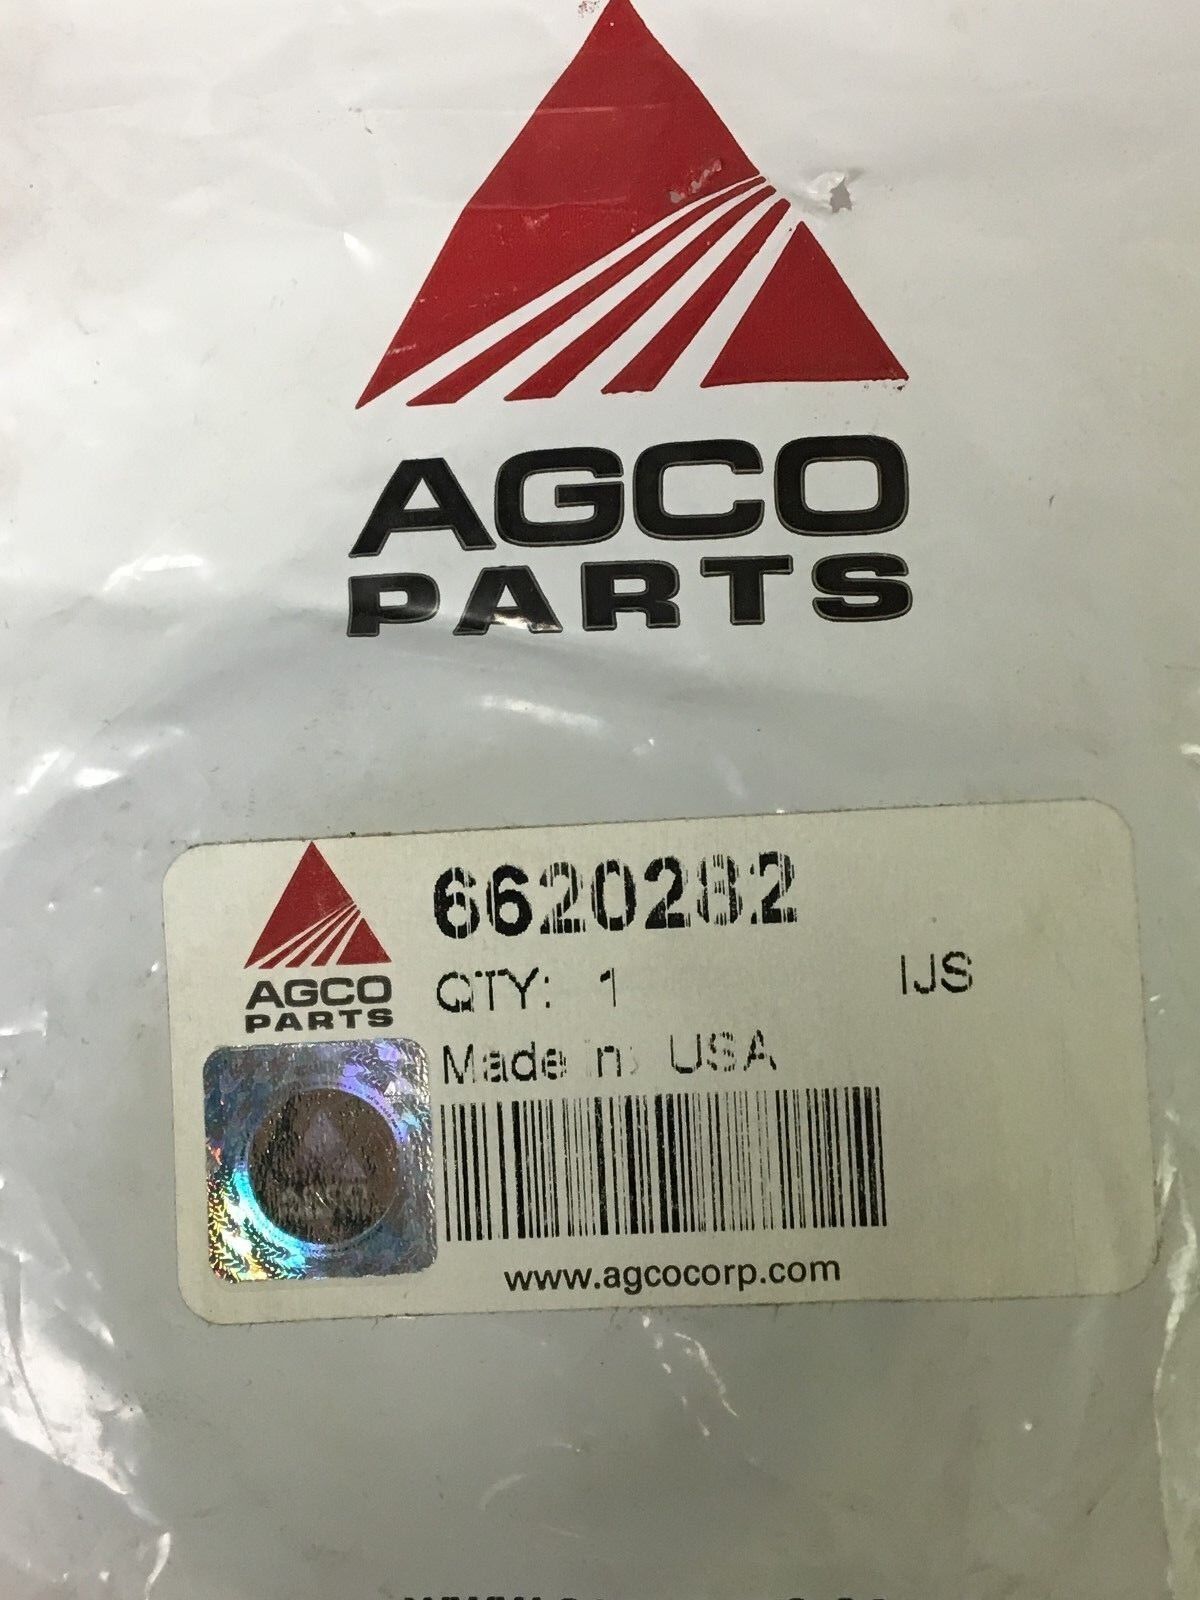 AGCO
PARTS
6620282
AGCO
PARTS
QTY: 1 IJS
Made in: USA
www.agcocorp.com